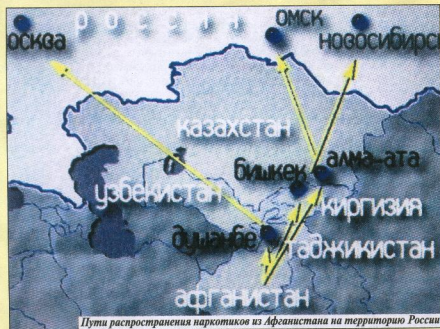 россия
омск
осква
новосибирск
казахстан
алма-ата
бишкек
узбекистан
киргизия
душанбе
таджикистан
афганистан
Пути распространения наркотиков из Афганистана на территорию России